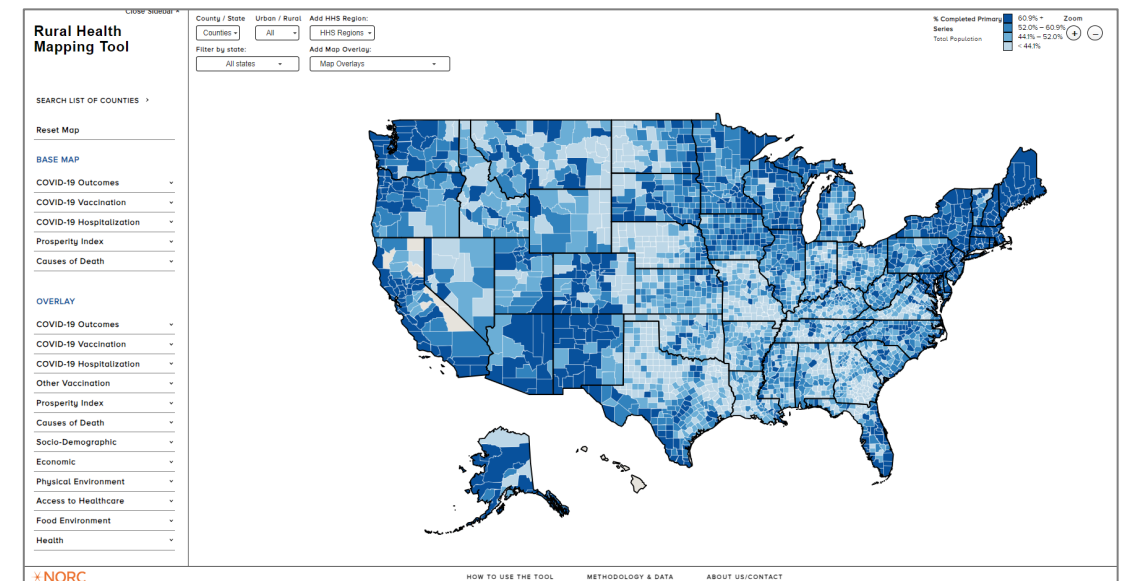 Close Sidebar
Rural Health
Mapping Tool
SEARCH LIST OF COUNTIES >
Reset Map
BASE MAP
COVID-19 Outcomes
COVID-19 Vaccination
COVID-19 Hospitalization
Prosperity Index
Causes of Death
OVERLAY
COVID-19 Outcomes
COVID-19 Vaccination
COVID-19 Hospitalization
Other Vaccination
Prosperity Index
Causes of Death
Socio-Demographic
Economic
Physical Environment
Access to Healthcare
Food Environment
Health
NORC
County / State Urban / Rural Add HHS Region:
Counties All HHS Regions
Filter by state: Add Map Overlay:
All states Map Overlays
% Completed Primary
Series
Total Population
60.9% +
52.0% – 60.9%
44.1% – 52.0%
< 44.1%
Zoom
+ −
HOW TO USE THE TOOL METHODOLOGY & DATA ABOUT US/CONTACT